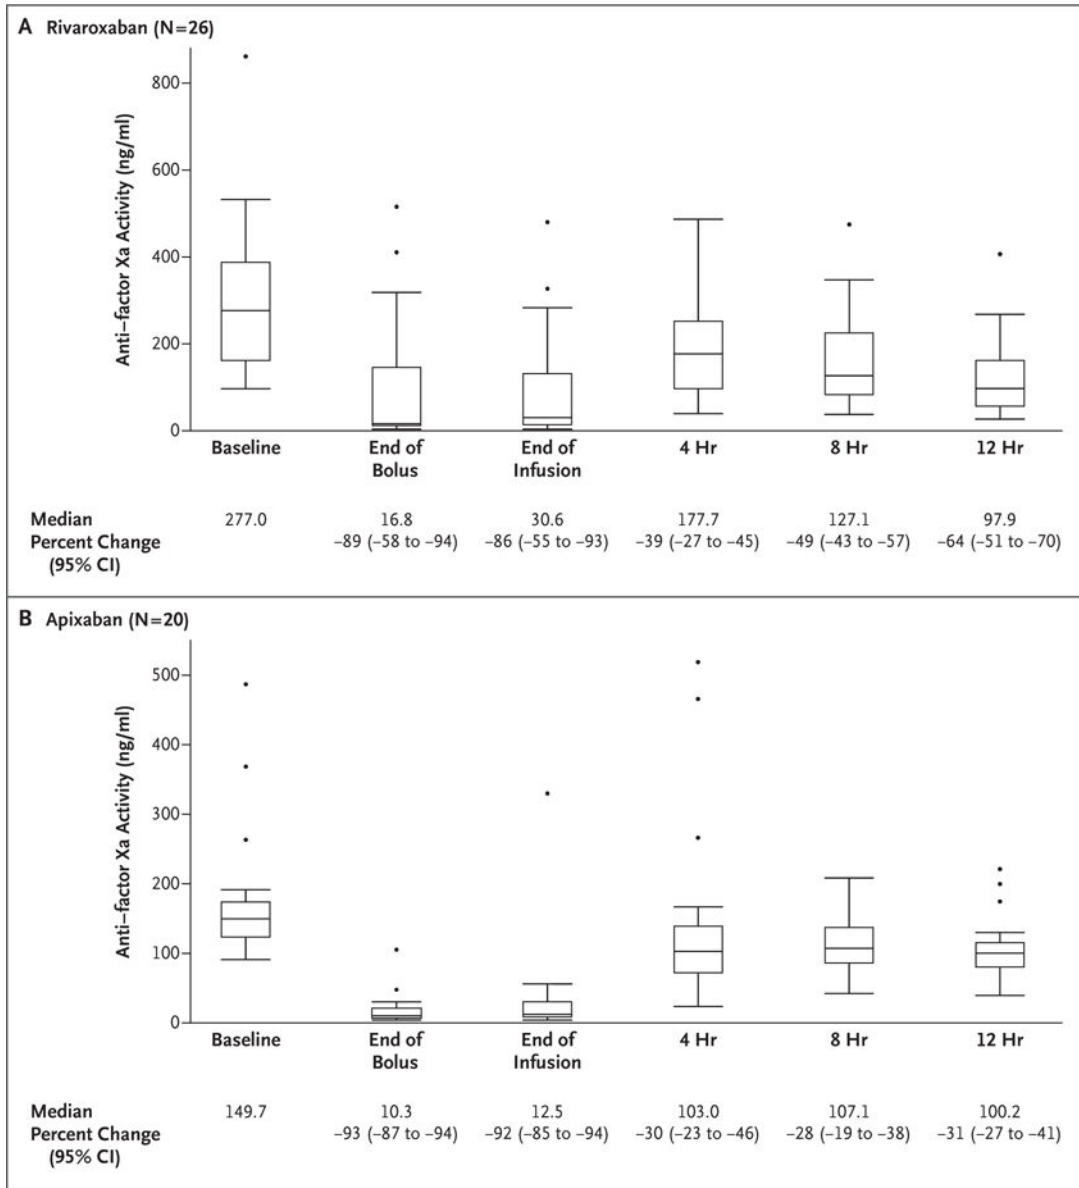 A Rivaroxaban (N=26)
Anti–factor Xa Activity (ng/ml)
800
600
400
200
0
Baseline
End of Bolus
End of Infusion
4 Hr
8 Hr
12 Hr
Median 277.0 16.8 30.6 177.7 127.1 97.9
Percent Change (95% CI) –89 (–58 to –94) –86 (–55 to –93) –39 (–27 to –45) –49 (–43 to –57) –64 (–51 to –70)
B Apixaban (N=20)
Anti–factor Xa Activity (ng/ml)
500
400
300
200
100
0
Baseline
End of Bolus
End of Infusion
4 Hr
8 Hr
12 Hr
Median 149.7 10.3 12.5 103.0 107.1 100.2
Percent Change (95% CI) –93 (–87 to –94) –92 (–85 to –94) –30 (–23 to –46) –28 (–19 to –38) –31 (–27 to –41)